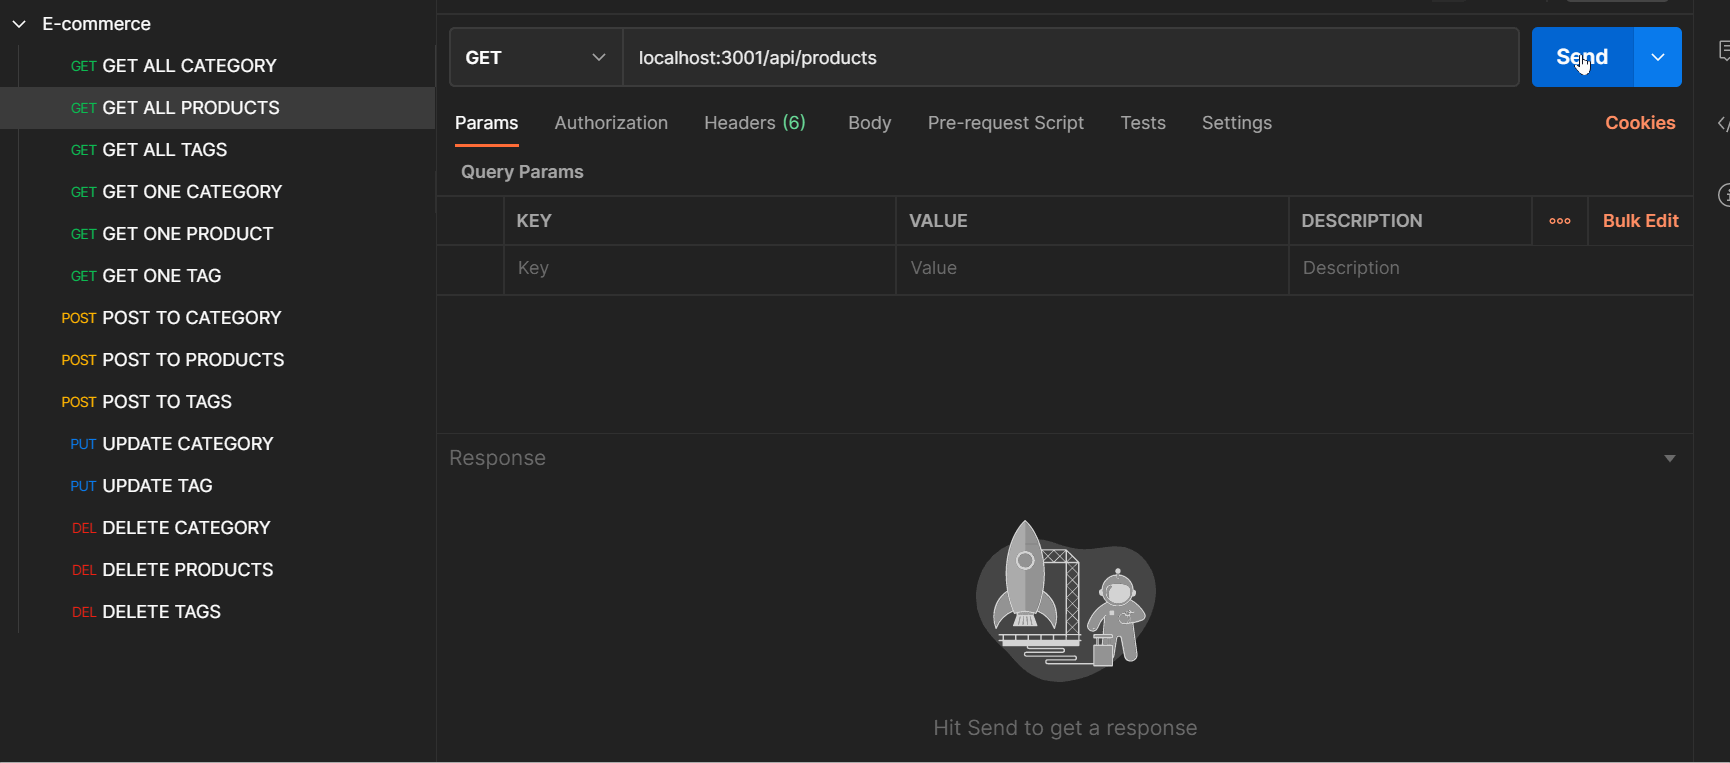 E-commerce
GET GET ALL CATEGORY
GET GET ALL PRODUCTS
GET GET ALL TAGS
GET GET ONE CATEGORY
GET GET ONE PRODUCT
GET GET ONE TAG
POST POST TO CATEGORY
POST POST TO PRODUCTS
POST POST TO TAGS
PUT UPDATE CATEGORY
PUT UPDATE TAG
DEL DELETE CATEGORY
DEL DELETE PRODUCTS
DEL DELETE TAGS
GET localhost:3001/api/products Send
Params Authorization Headers (6) Body Pre-request Script Tests Settings Cookies
Query Params
KEY VALUE DESCRIPTION Bulk Edit
Key Value Description
Response
Hit Send to get a response